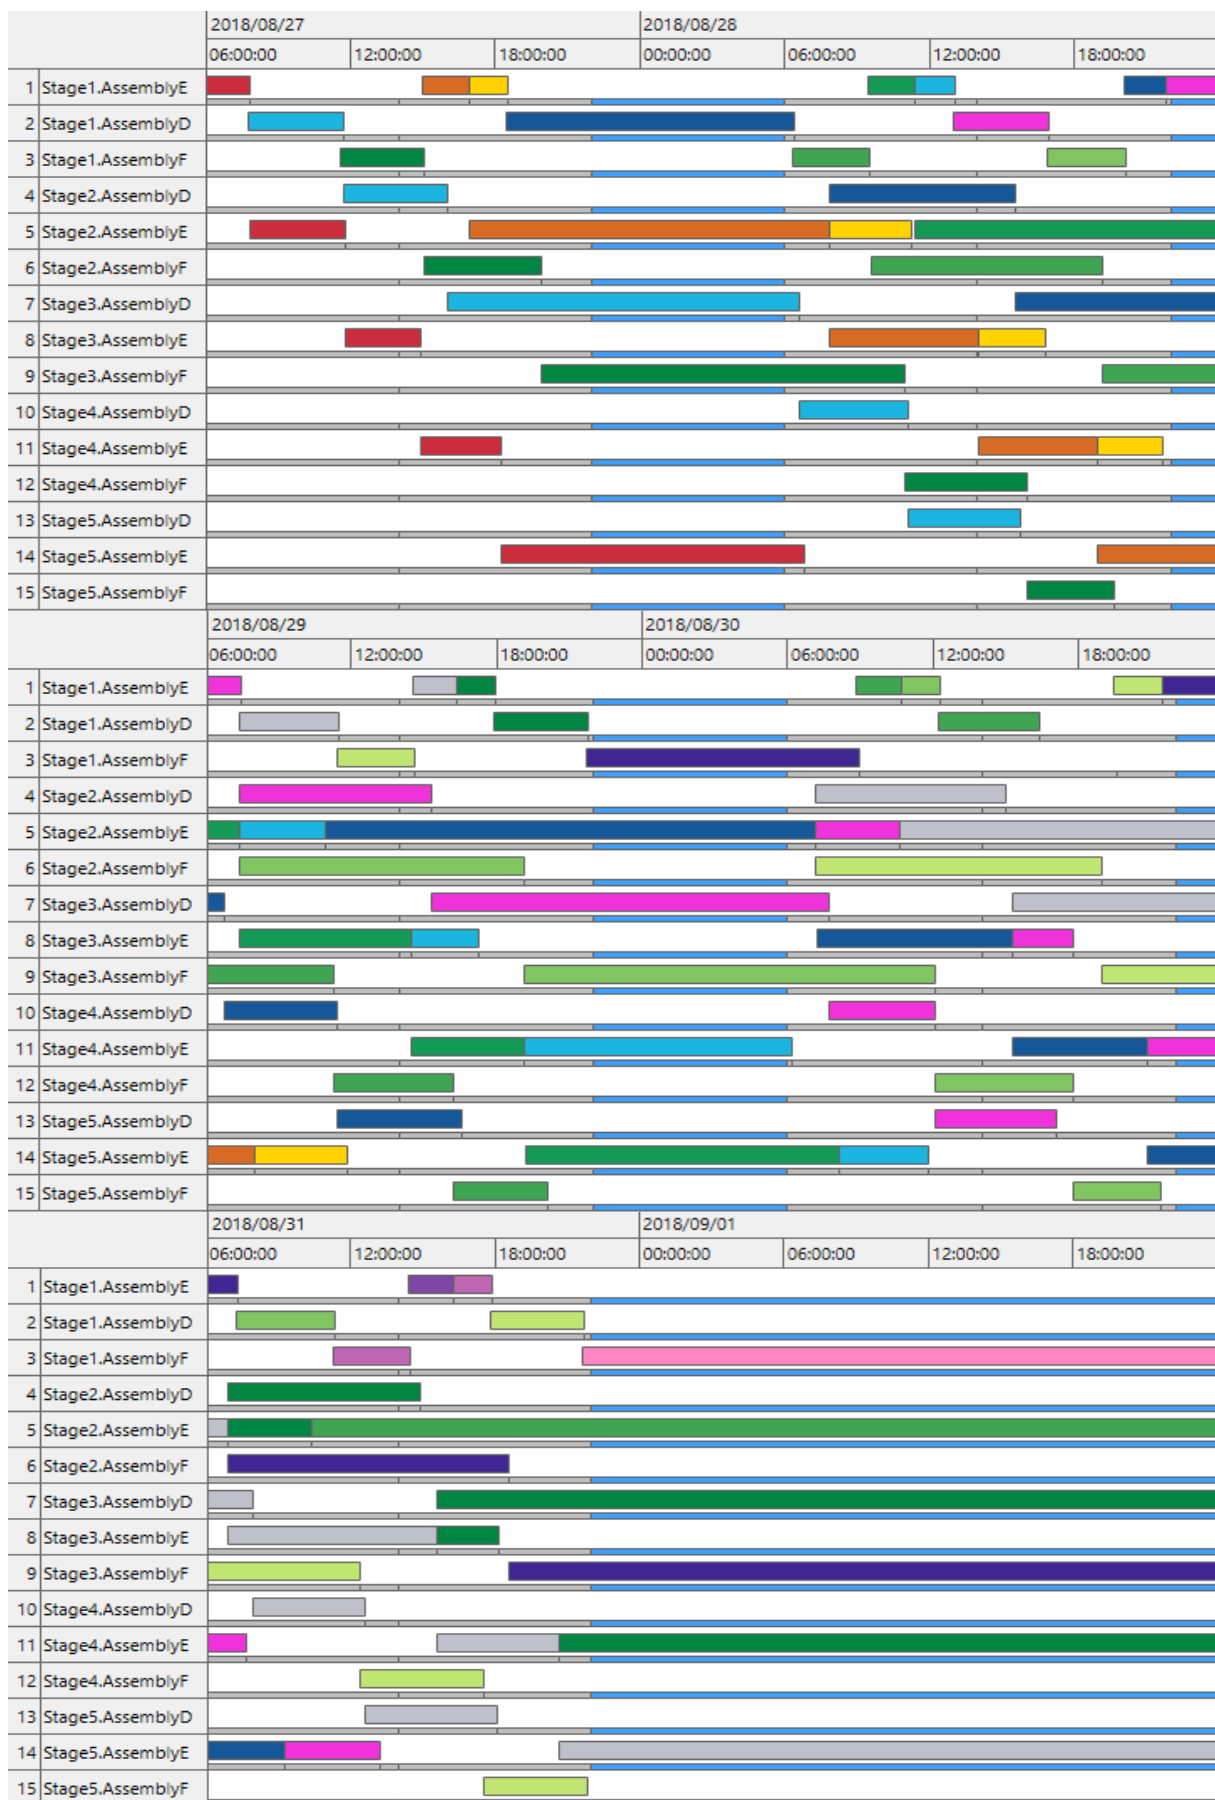 2018/08/27 2018/08/28
06:00:00 12:00:00 18:00:00 00:00:00 06:00:00 12:00:00 18:00:00
1 Stage1.AssemblyE
2 Stage1.AssemblyD
3 Stage1.AssemblyF
4 Stage2.AssemblyD
5 Stage2.AssemblyE
6 Stage2.AssemblyF
7 Stage3.AssemblyD
8 Stage3.AssemblyE
9 Stage3.AssemblyF
10 Stage4.AssemblyD
11 Stage4.AssemblyE
12 Stage4.AssemblyF
13 Stage5.AssemblyD
14 Stage5.AssemblyE
15 Stage5.AssemblyF
2018/08/29 2018/08/30
06:00:00 12:00:00 18:00:00 00:00:00 06:00:00 12:00:00 18:00:00
1 Stage1.AssemblyE
2 Stage1.AssemblyD
3 Stage1.AssemblyF
4 Stage2.AssemblyD
5 Stage2.AssemblyE
6 Stage2.AssemblyF
7 Stage3.AssemblyD
8 Stage3.AssemblyE
9 Stage3.AssemblyF
10 Stage4.AssemblyD
11 Stage4.AssemblyE
12 Stage4.AssemblyF
13 Stage5.AssemblyD
14 Stage5.AssemblyE
15 Stage5.AssemblyF
2018/08/31 2018/09/01
06:00:00 12:00:00 18:00:00 00:00:00 06:00:00 12:00:00 18:00:00
1 Stage1.AssemblyE
2 Stage1.AssemblyD
3 Stage1.AssemblyF
4 Stage2.AssemblyD
5 Stage2.AssemblyE
6 Stage2.AssemblyF
7 Stage3.AssemblyD
8 Stage3.AssemblyE
9 Stage3.AssemblyF
10 Stage4.AssemblyD
11 Stage4.AssemblyE
12 Stage4.AssemblyF
13 Stage5.AssemblyD
14 Stage5.AssemblyE
15 Stage5.AssemblyF